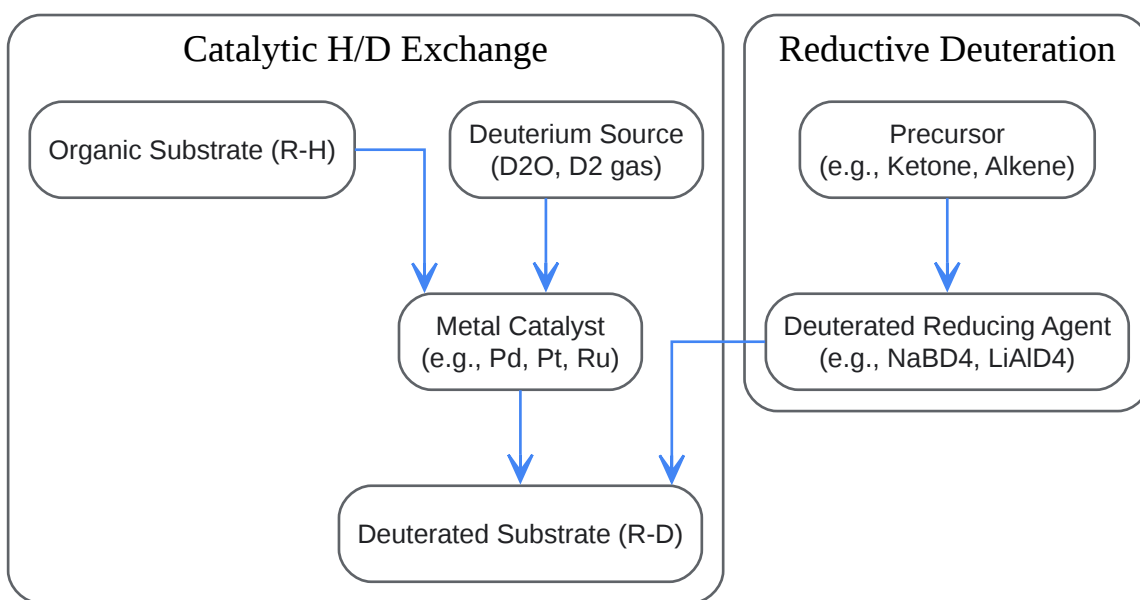 Catalytic H/D Exchange
Organic Substrate (R-H)
Deuterium Source
(D2O, D2 gas)
Metal Catalyst
(e.g., Pd, Pt, Ru)
Deuterated Substrate (R-D)
Reductive Deuteration
Precursor
(e.g., Ketone, Alkene)
Deuterated Reducing Agent
(e.g., NaBD4, LiAlD4)